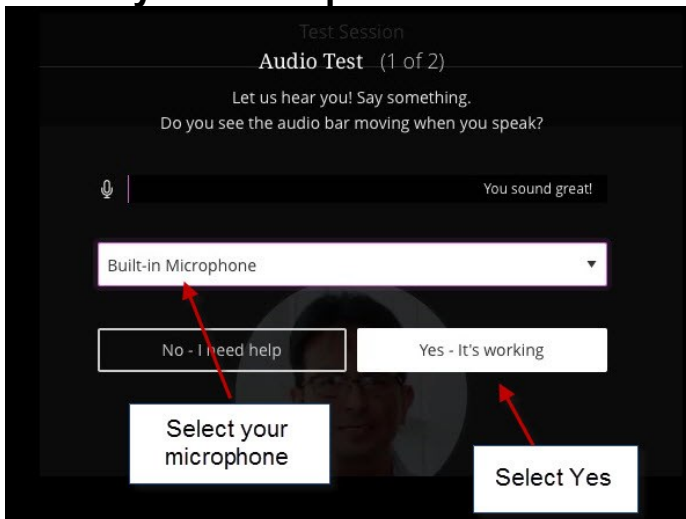 Test Session
Audio Test (1 of 2)
Let us hear you! Say something.
Do you see the audio bar moving when you speak?
You sound great!
Built-in Microphone
No - I need help
Yes - It's working
Select your
microphone
Select Yes